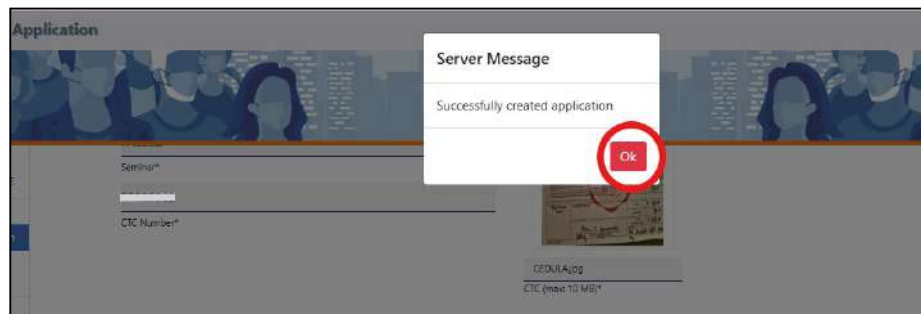 Application
Server Message
Successfully created application
Ok
Seminar*
CTC Number*
CEDULA.jpg
CTC (max 10 MB)*